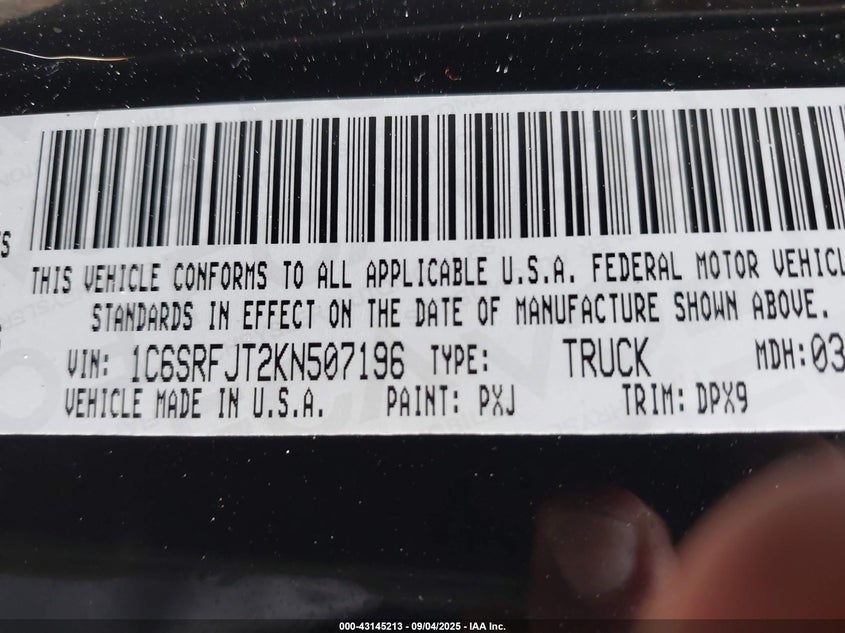 THIS VEHICLE CONFORMS TO ALL APPLICABLE U.S.A. FEDERAL MOTOR VEHICL
STANDARDS IN EFFECT ON THE DATE OF MANUFACTURE SHOWN ABOVE.
VIN: 1C6SRFJT2KN507196 TYPE: TRUCK MDH:03
VEHICLE MADE IN U.S.A. PAINT: PXJ TRIM: DPX9
000-43145213 - 09/04/2025 - IAA Inc.